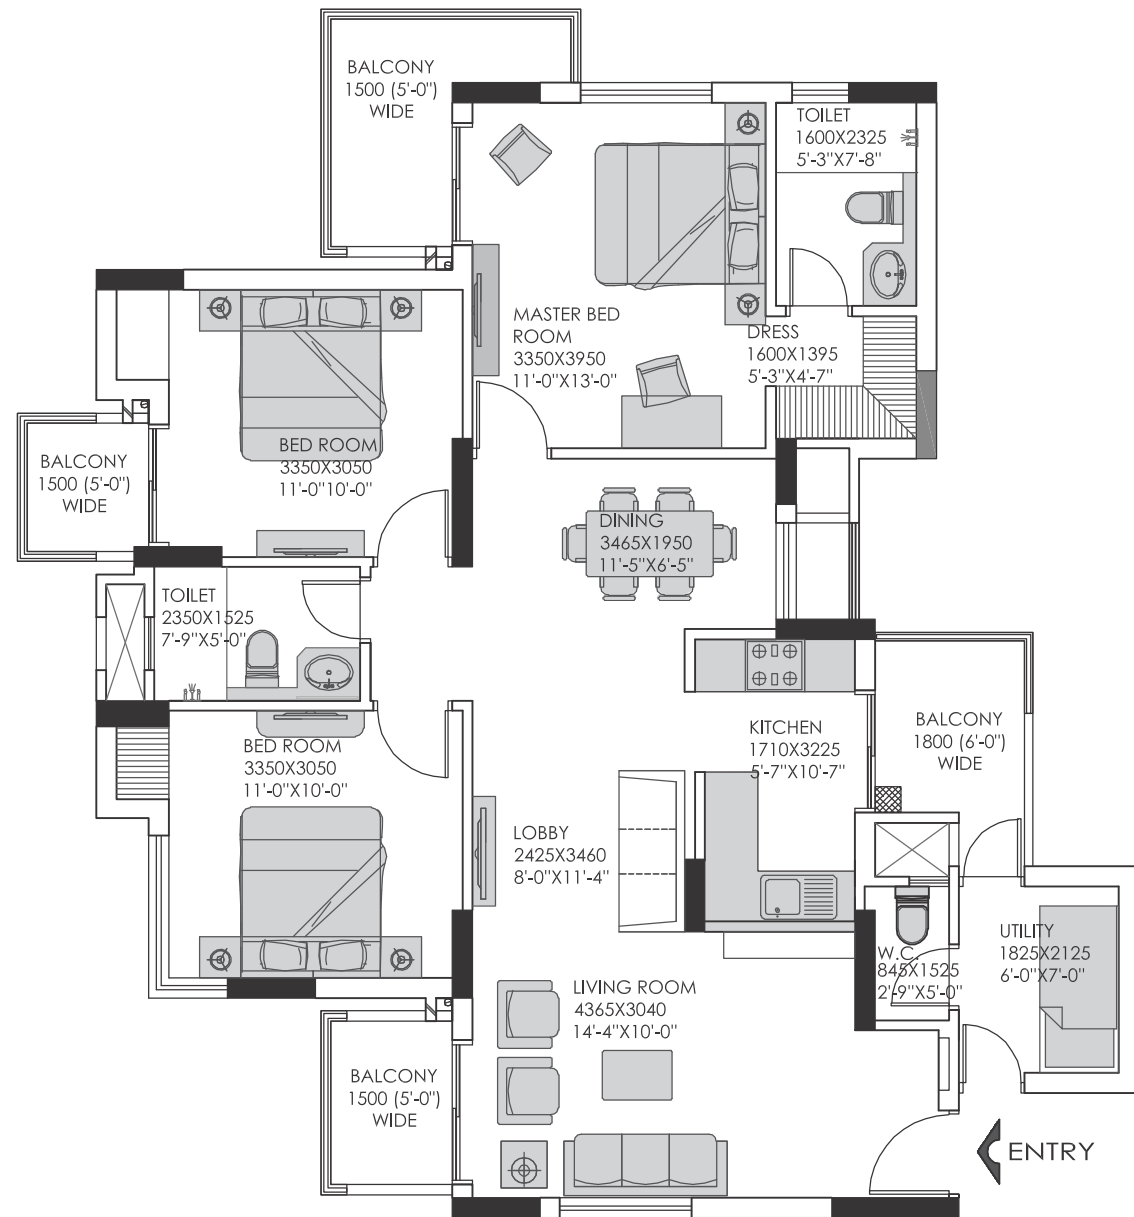 BALCONY
1500 (5'-0")
WIDE
TOILET
1600X2325
5'-3"X7'-8"
MASTER BED
ROOM
3350X3950
11'-0"X13'-0"
DRESS
1600X1395
5'-3"X4'-7"
BED ROOM
3350X3050
11'-0"10'-0"
BALCONY
1500 (5'-0")
WIDE
DINING
3465X1950
11'-5"X6'-5"
TOILET
2350X1525
7'-9"X5'-0"
KITCHEN
1710X3225
5'-7"X10'-7"
BALCONY
1800 (6'-0")
WIDE
BED ROOM
3350X3050
11'-0"X10'-0"
LOBBY
2425X3460
8'-0"X11'-4"
W.C.
845X1525
2'-9"X5'-0"
UTILITY
1825X2125
6'-0"X7'-0"
LIVING ROOM
4365X3040
14'-4"X10'-0"
BALCONY
1500 (5'-0")
WIDE
ENTRY